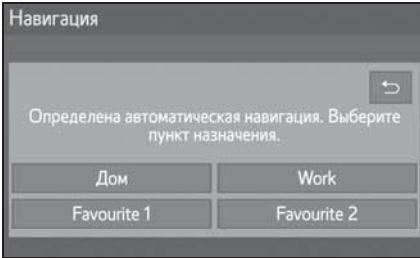 Навигация
Определена автоматическая навигация. Выберите
пункт назначения.
Дом
Work
Favourite 1
Favourite 2